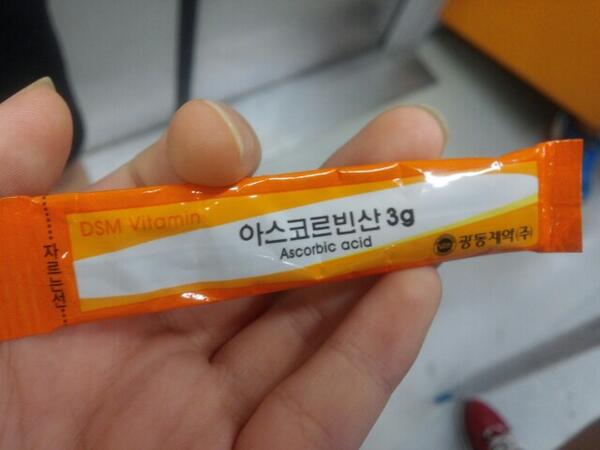 DSM Vitamin
자르는선
아스코르빈산 3g
Ascorbic acid
광동제약(주)